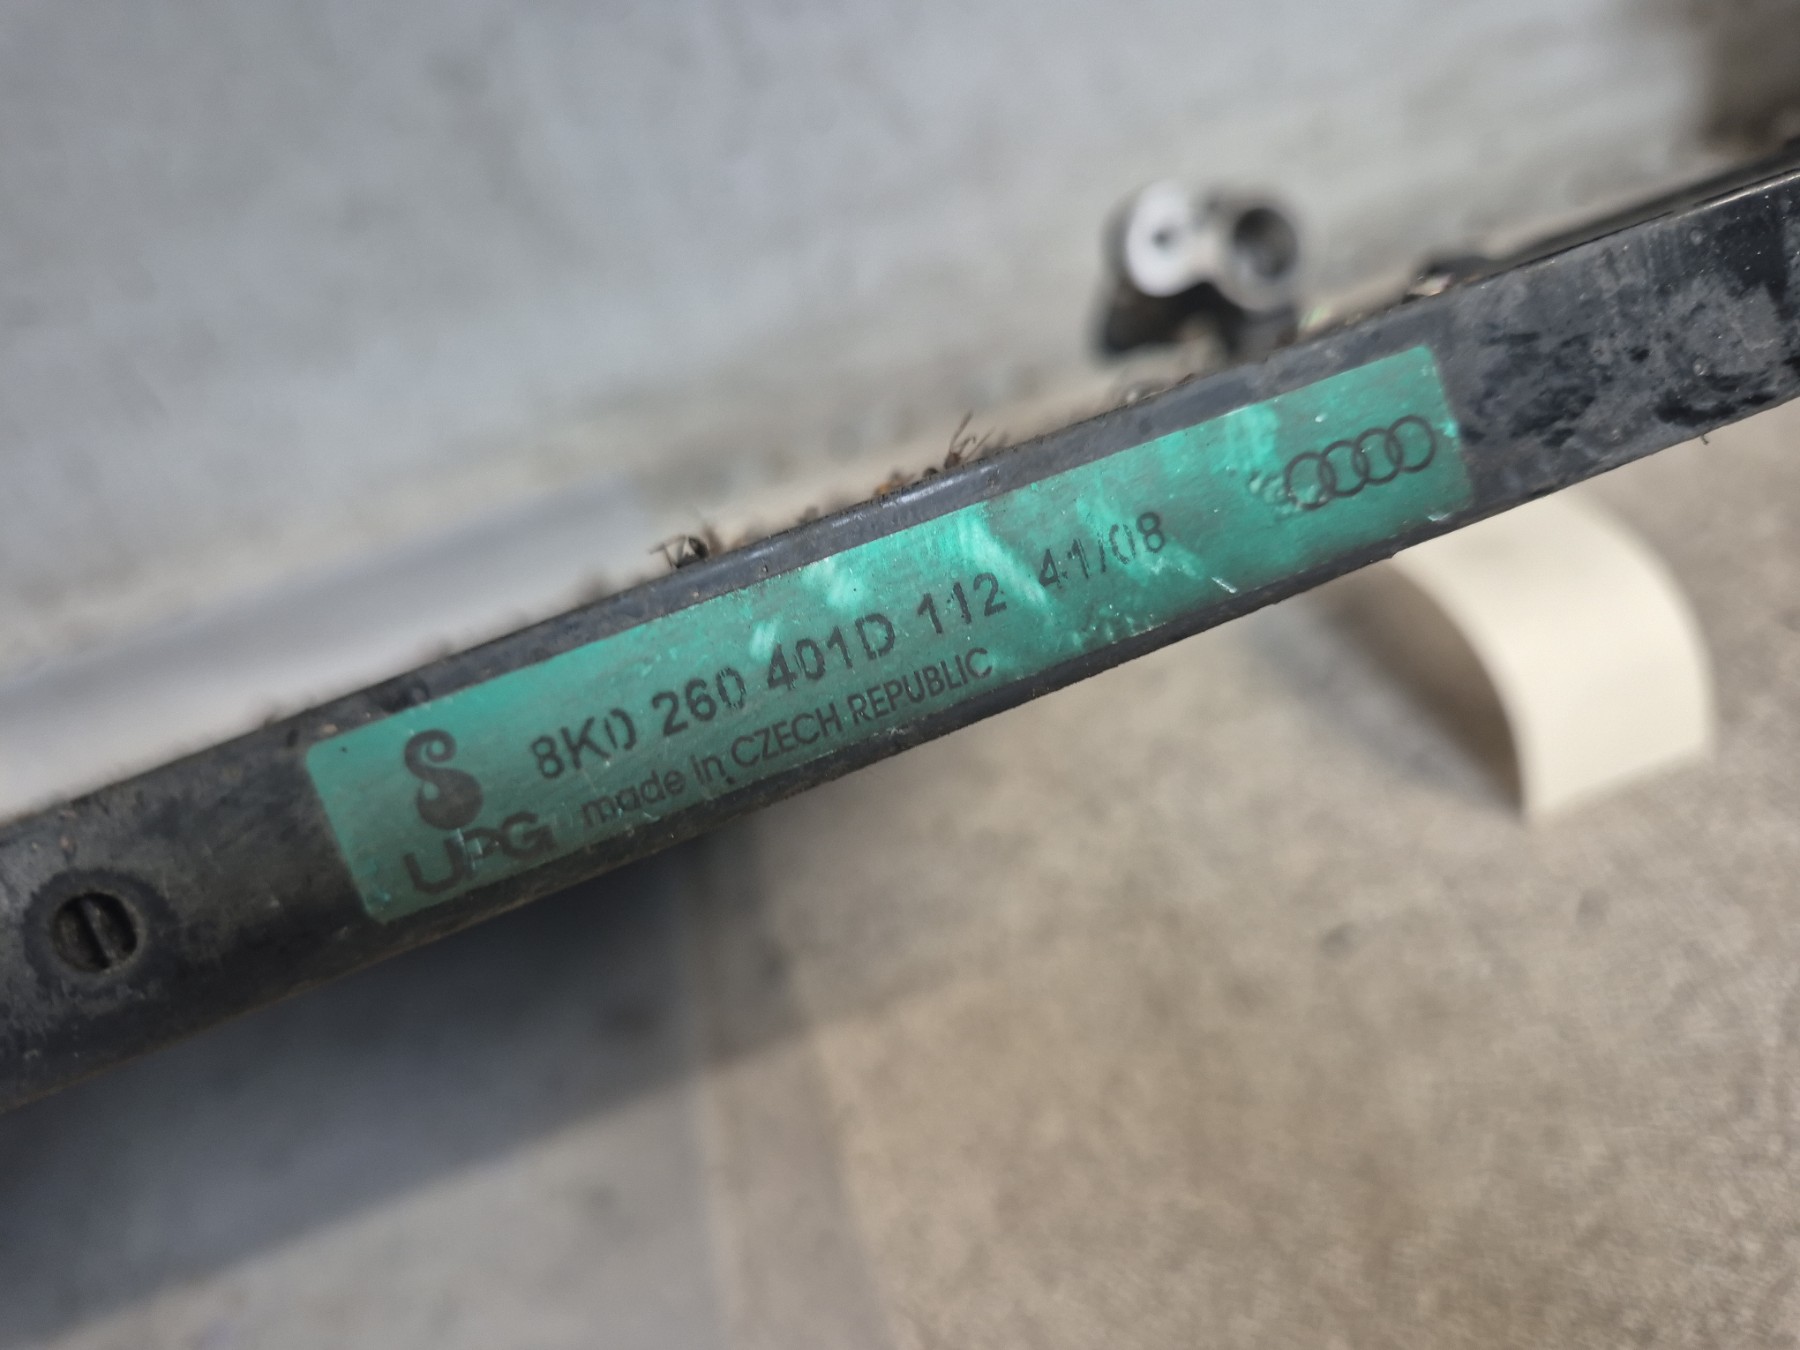 8K0 260 401D 112 41/08
UPG made in CZECH REPUBLIC